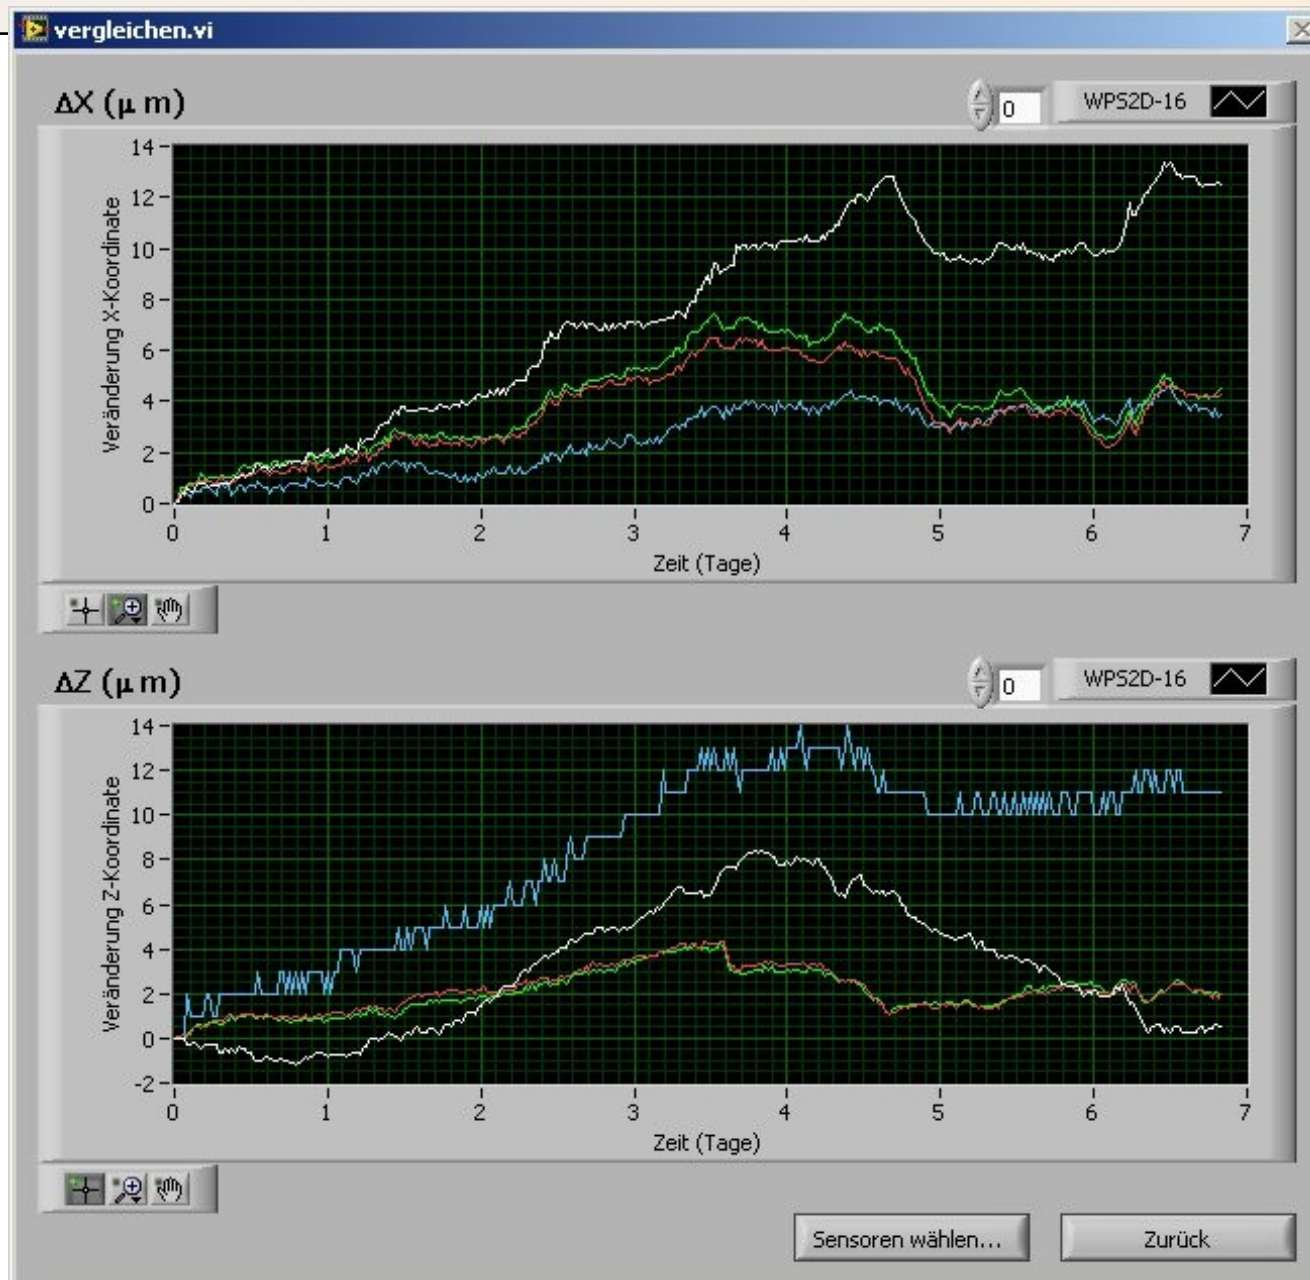 vergleichen.vi
ΔX (μ m)
0
WPS2D-16
Veränderung X-Koordinate
14
12
10
8
6
4
2
0
0 1 2 3 4 5 6 7
Zeit (Tage)
ΔZ (μ m)
0
WPS2D-16
Veränderung Z-Koordinate
14
12
10
8
6
4
2
0
-2
0 1 2 3 4 5 6 7
Zeit (Tage)
Sensoren wählen...
Zurück